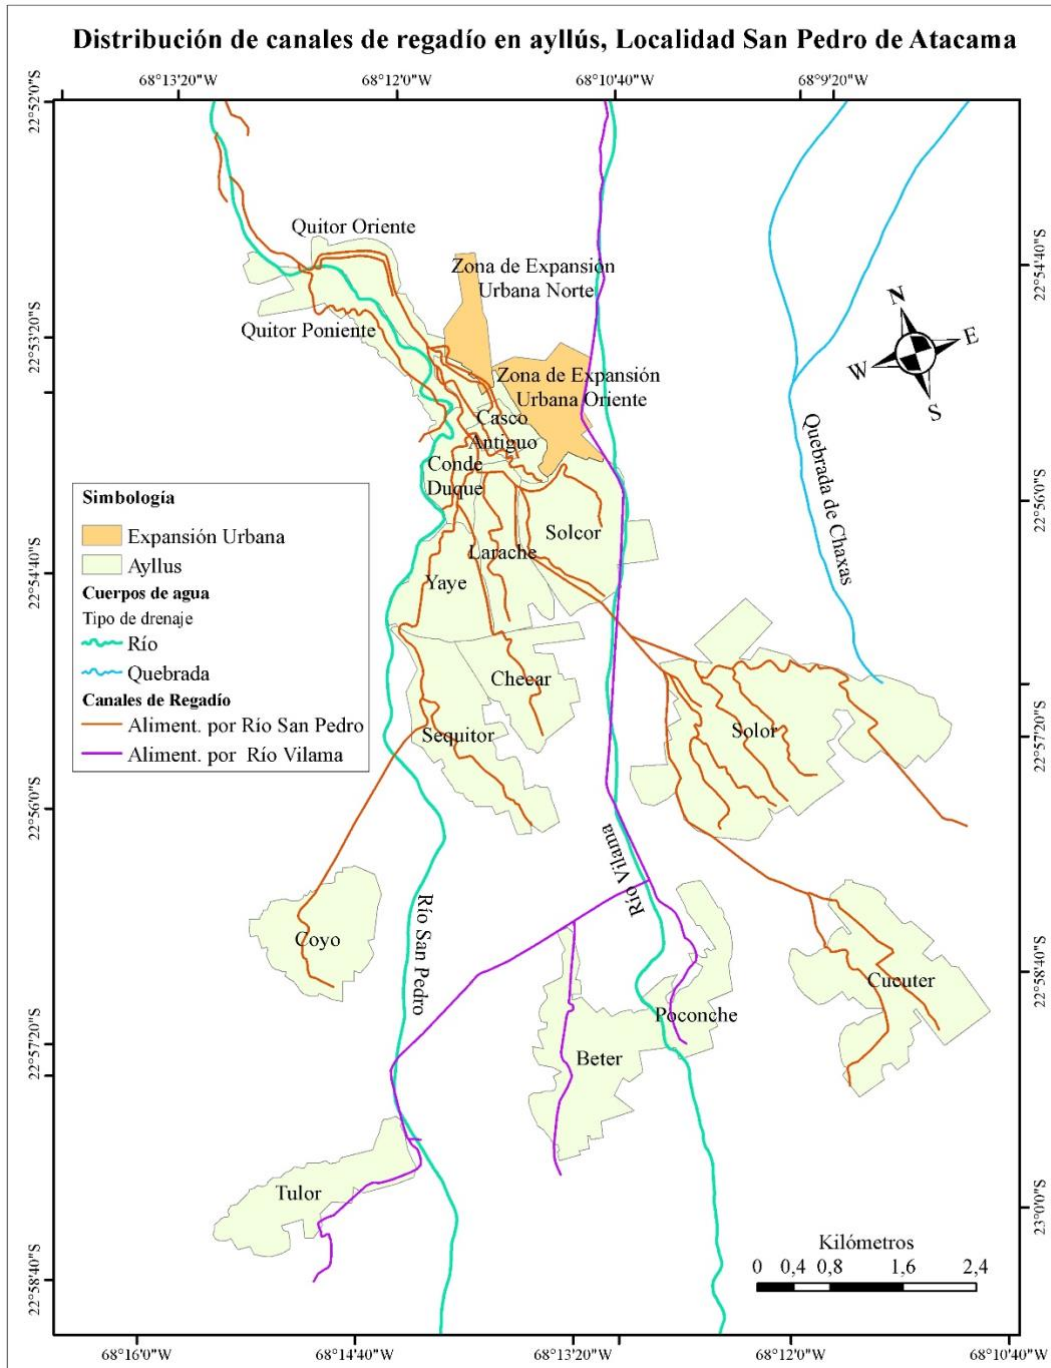 Distribución de canales de regadío en ayllús, Localidad San Pedro de Atacama
68°13'20"W
68°12'0"W
68°10'40"W
68°9'20"W
22°52'0"S
22°53'20"S
22°54'40"S
22°56'0"S
22°57'20"S
22°58'40"S
22°54'40"S
22°56'0"S
22°57'20"S
22°58'40"S
23°0'0"S
Quitor Oriente
Zona de Expansión
Urbana Norte
Quitor Poniente
Zona de Expansión
Urbana Oriente
Casco
Antiguo
Conde
Duque
Solcor
Larache
Yaye
Checar
Sequitor
Solor
Quebrada de Chaxas
N
E
W
S
Simbología
Expansión Urbana
Ayllus
Cuerpos de agua
Tipo de drenaje
Río
Quebrada
Canales de Regadío
Aliment. por Río San Pedro
Aliment. por Río Vilama
Río Vilama
Río San Pedro
Coyo
Cucuter
Poconche
Beter
Tulor
Kilómetros
0 0,4 0,8 1,6 2,4
68°16'0"W
68°14'40"W
68°13'20"W
68°12'0"W
68°10'40"W